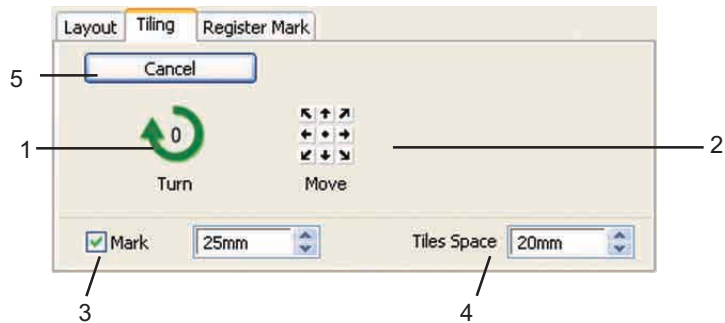 Layout Tiling Register Mark
5 Cancel
1 0 2
Turn Move
Mark 25mm Tiles Space 20mm
3 4